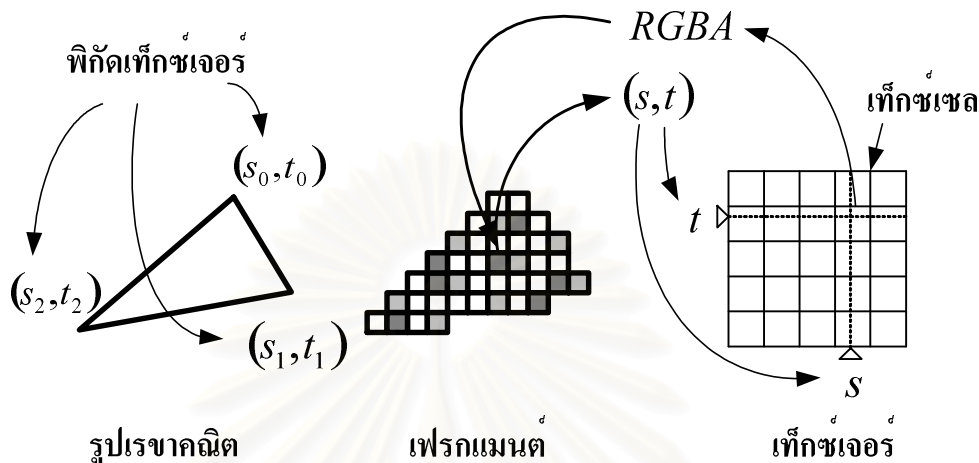 RGBA
พิกัดเท็กซ์เจอร์
(s,t)
เท็กซ์เซล
(s₀,t₀)
t
(s₂,t₂)
(s₁,t₁)
s
รูปเรขาคณิต
เฟรกแมนต์
เท็กซ์เจอร์